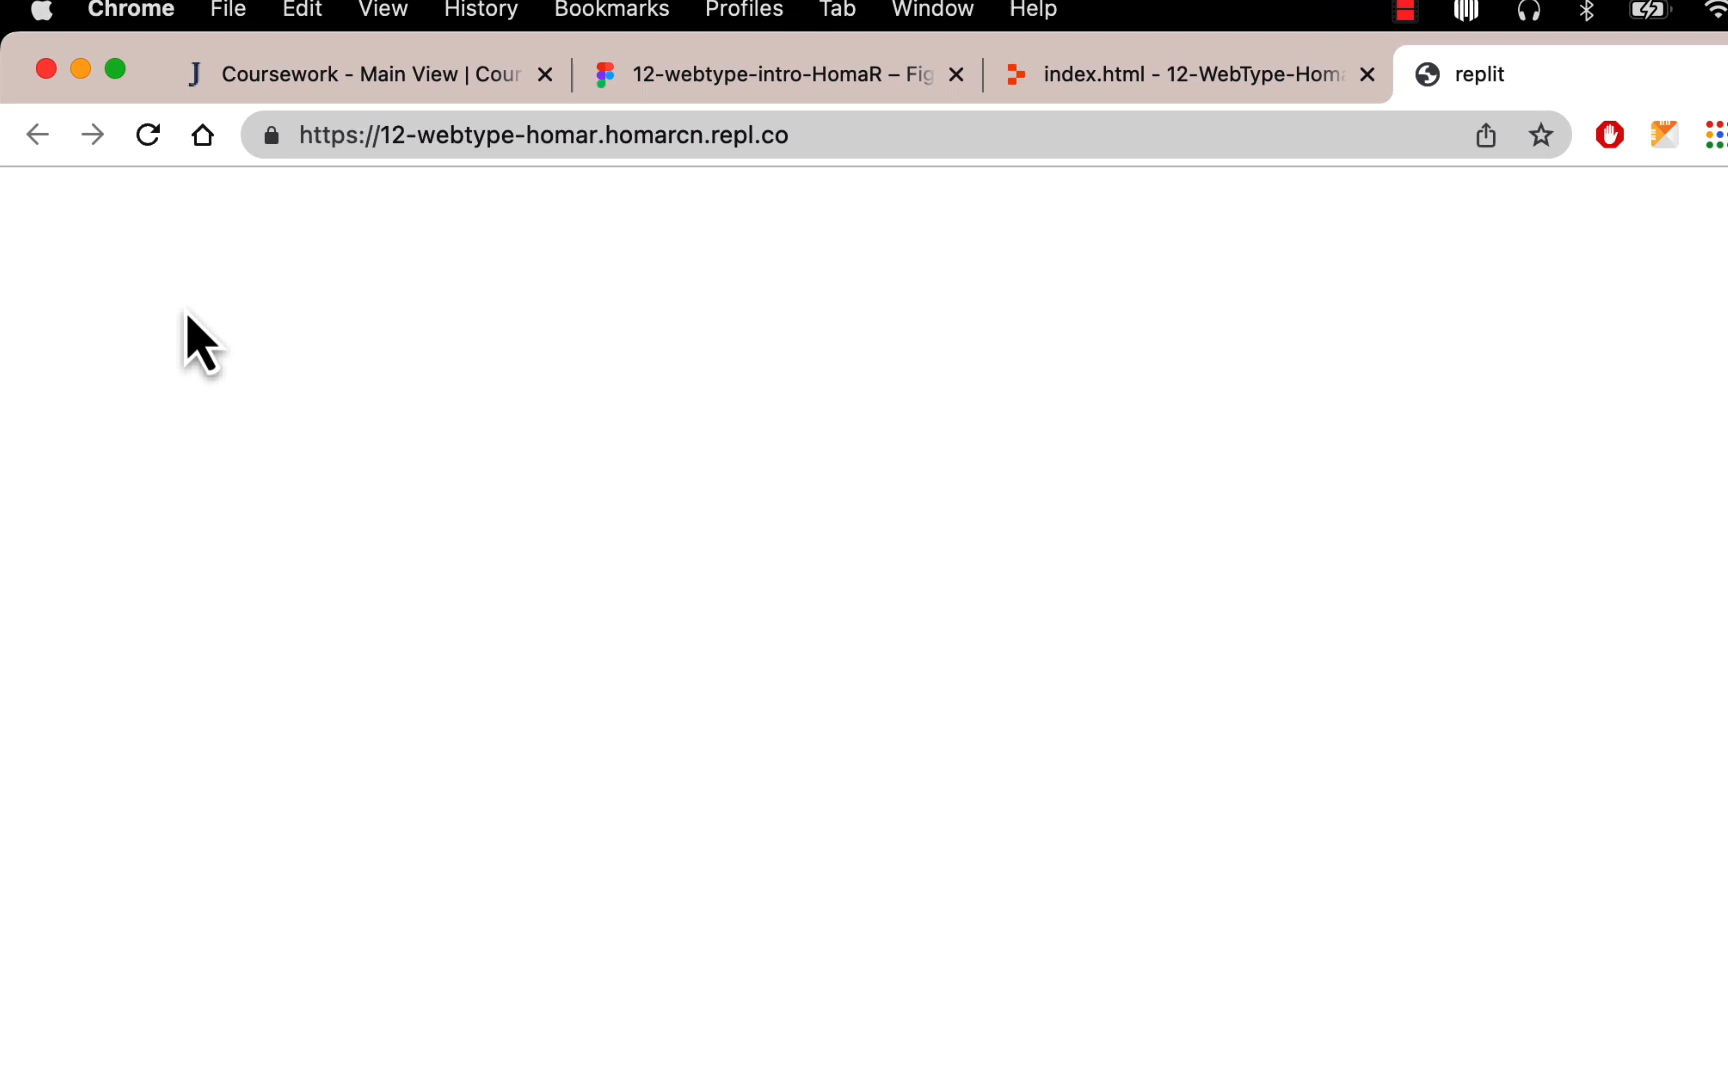 Chrome File Edit View History Bookmarks Profiles Tab Window Help
J Coursework - Main View | Cour 12-webtype-intro-HomaR – Fig index.html - 12-WebType-Homa replit
https://12-webtype-homar.homarcn.repl.co